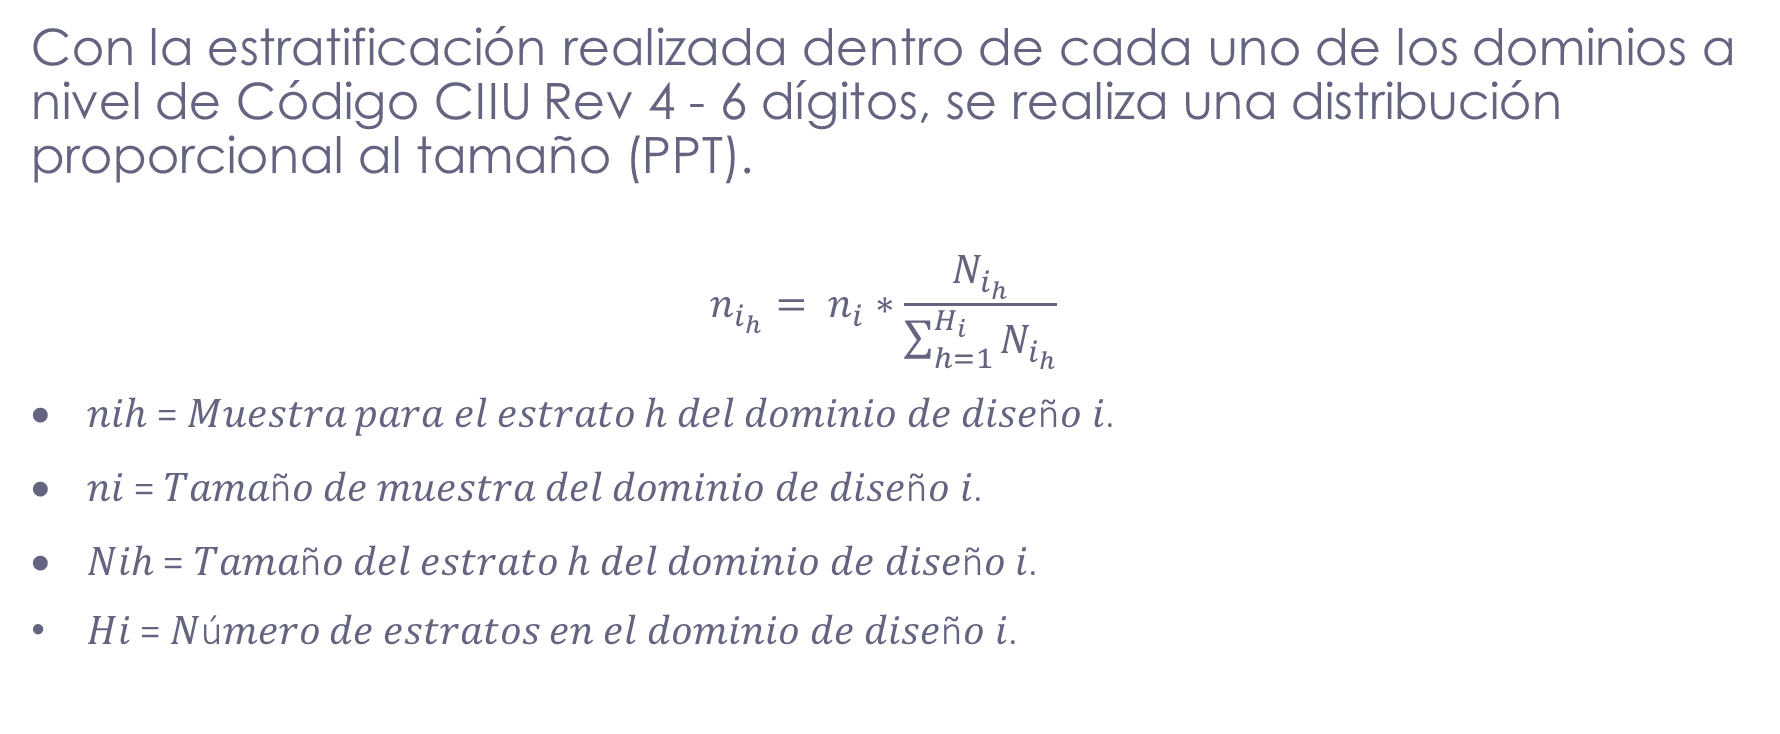 Con la estratificación realizada dentro de cada uno de los dominios a
nivel de Código CIIU Rev 4 - 6 dígitos, se realiza una distribución
proporcional al tamaño (PPT).
$n_{i_h} = n_i * \frac{N_{i_h}}{\sum_{h=1}^{H_i} N_{i_h}}$
• nih = Muestra para el estrato h del dominio de diseño i.
• ni = Tamaño de muestra del dominio de diseño i.
• Nih = Tamaño del estrato h del dominio de diseño i.
• Hi = Número de estratos en el dominio de diseño i.